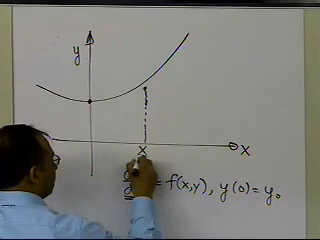 y
x
x
= f(x,y), y(0) = y₀